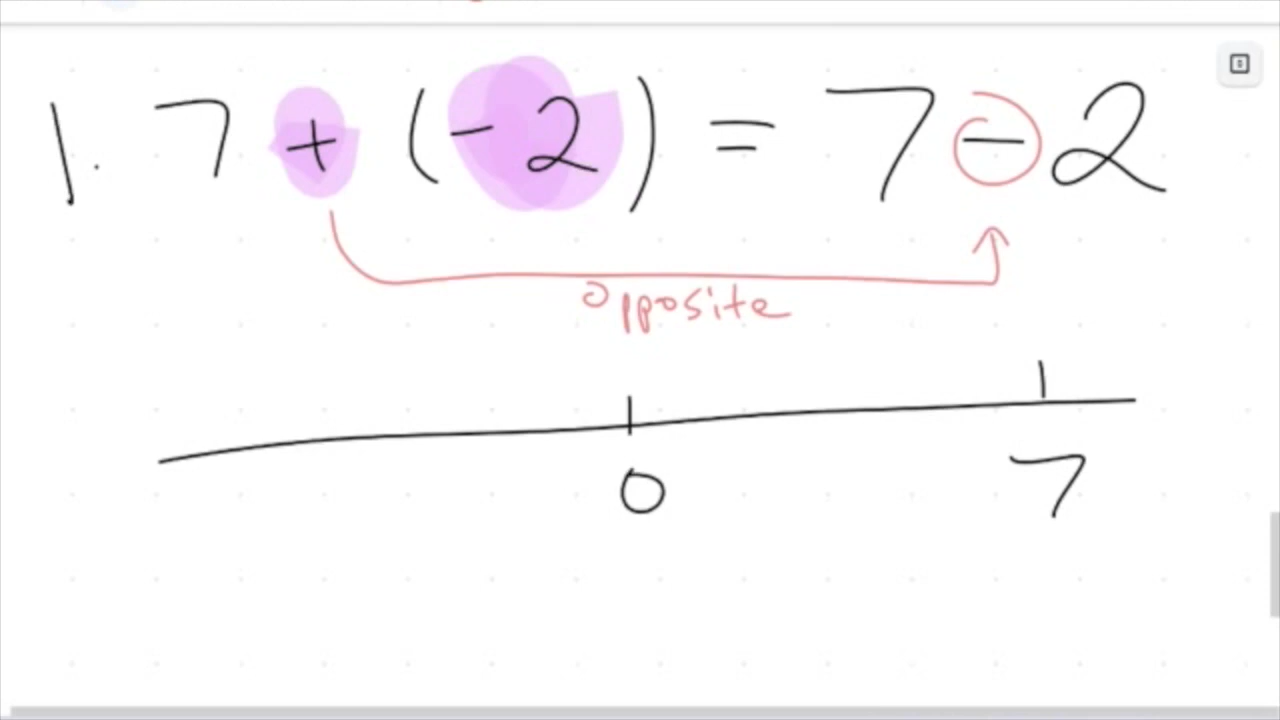 1. 7 + (-2) = 7 - 2
opposite
0 7